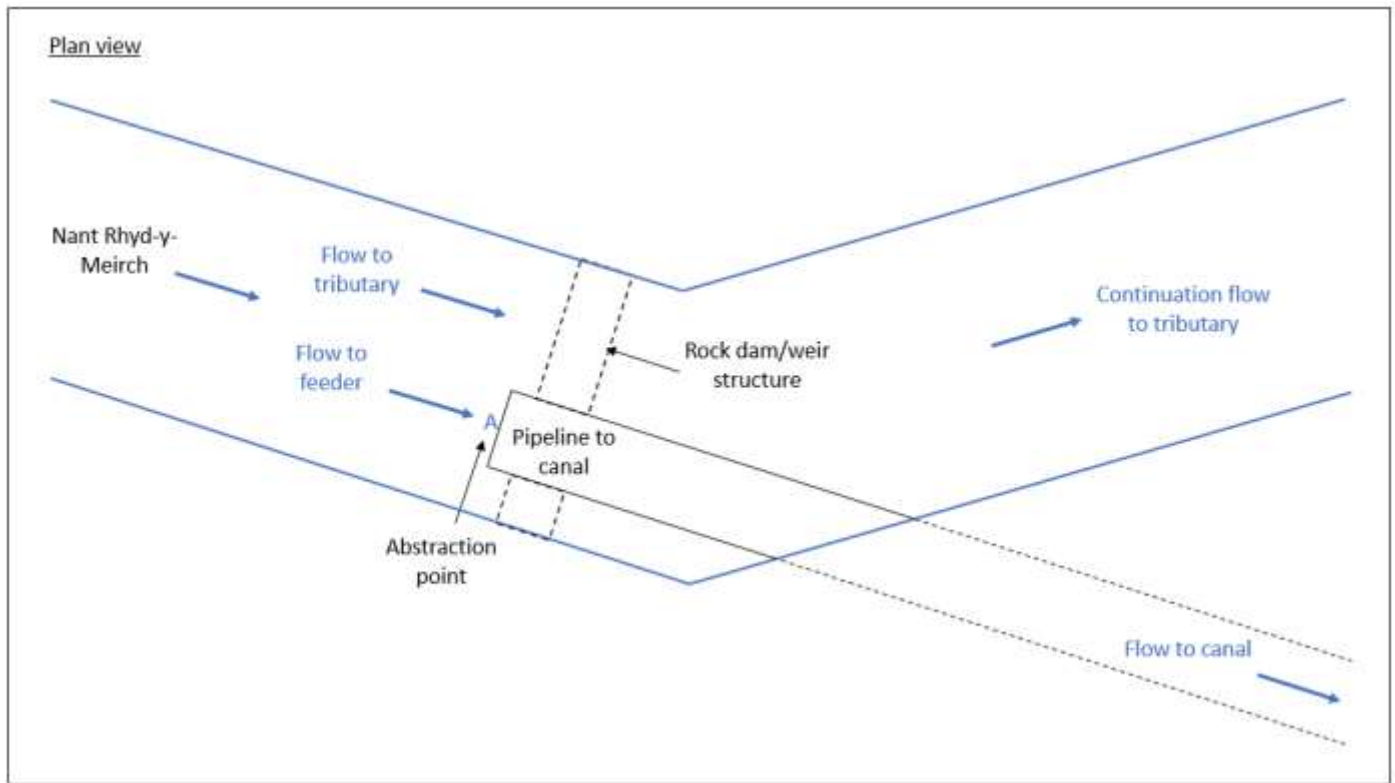 Plan view
Nant Rhyd-y-
Meirch
Flow to
tributary
Flow to
feeder
A
Abstraction
point
Pipeline to
canal
Rock dam/weir
structure
Continuation flow
to tributary
Flow to canal